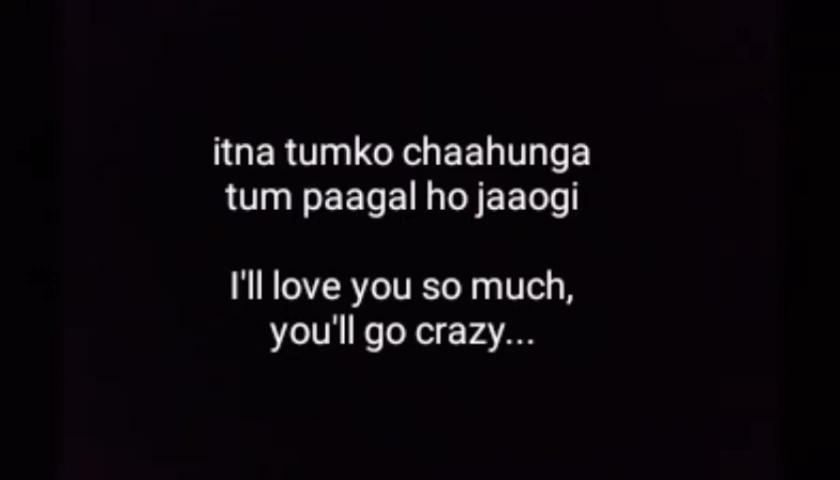 itna tumko chaahunga
tum paagal ho jaaogi
I'll love you so much,
you'll go crazy...